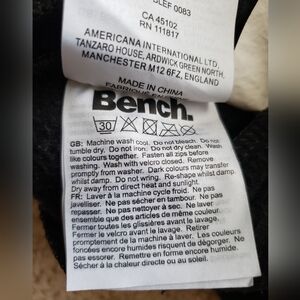 SLEF 0083
CA 45102
RN 111817
AMERICANA INTERNATIONAL LTD,
TANZARO HOUSE, ARDWICK GREEN NORTH,
MANCHESTER M12 6FZ, ENGLAND
MADE IN CHINA
Bench.
30
GB: Machine wash cool. Do not bleach. Do not
tumble dry. Do not iron. Do not dry clean. Wash
like colours together. Fasten all zips before
washing. Wash with velcro closed. Remove
promptly from washer. Dark colours may transfer
whilst damp. Do not wring. Re-shape whilst damp.
Dry away from direct heat and sunlight.
FR: Laver à la machine cycle froid. Ne pas
javelliser. Ne pas sécher en tambour. Ne pas
repasser. Ne pas nettoyer à sec. Ne laver
ensemble que des articles de même couleur.
Fermer toutes les glissières avant le lavage.
Fermer le velcro avant le lavage. Retirer
promptement de la machine à laver. Les couleurs
foncées encore humides risquent de dégorger. Ne
pas essorer. Remettre en forme encore humide.
Sécher à la chaleur directe ou au soleil.